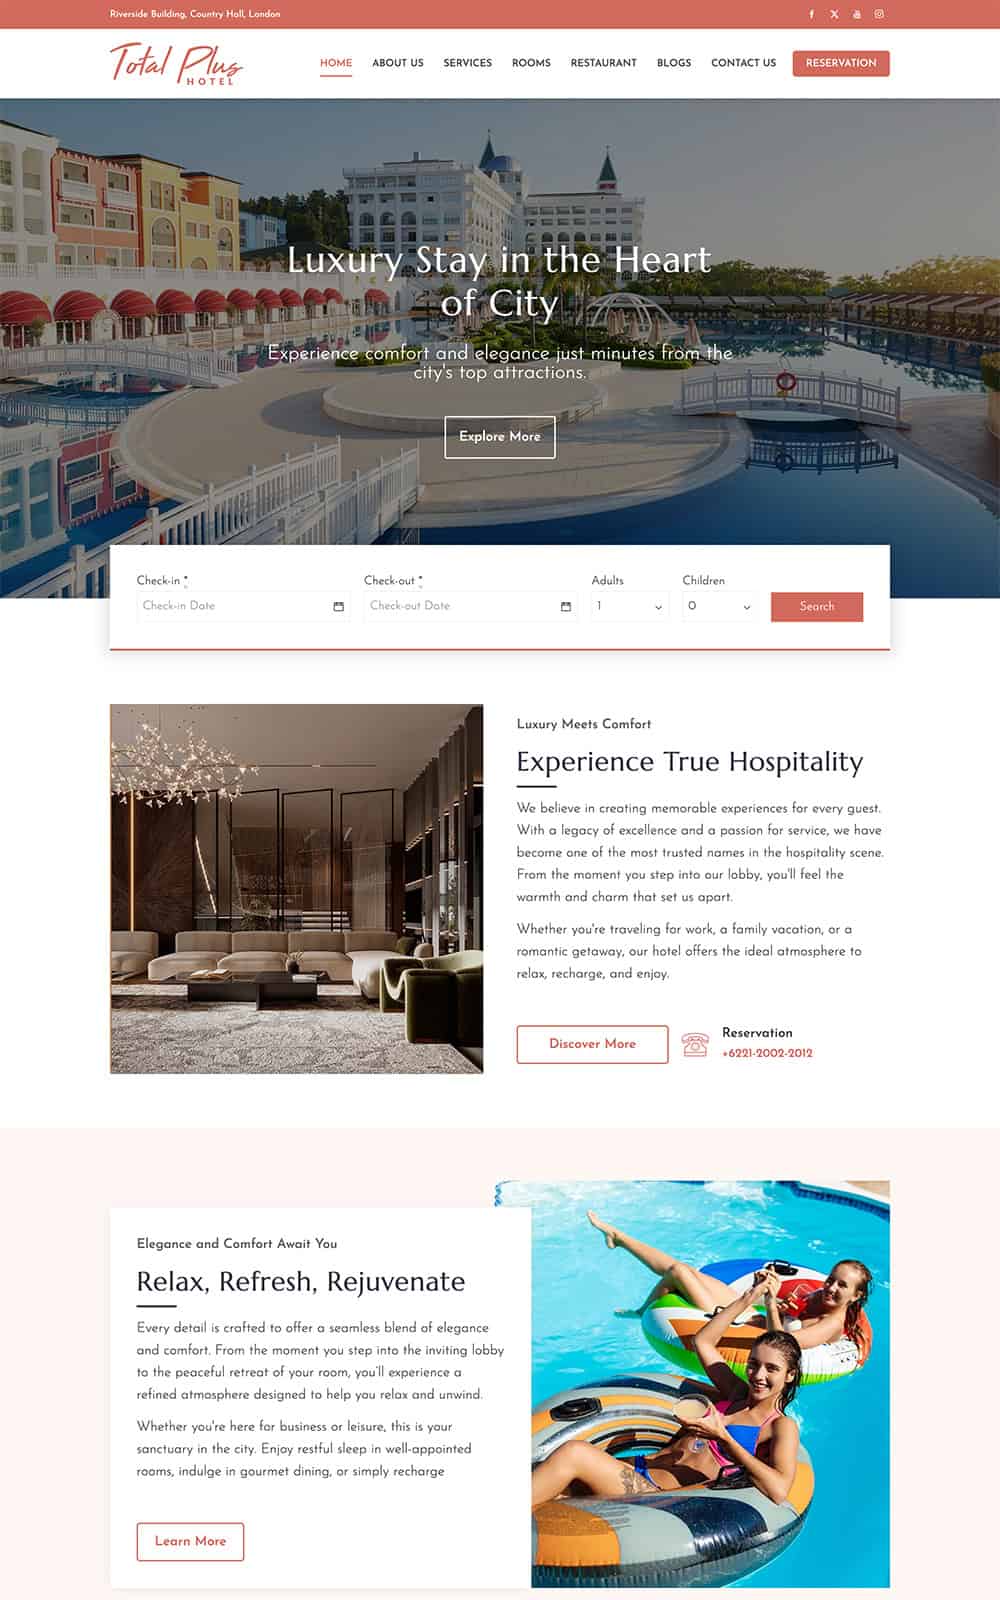 Riverside Building, Country Hall, London
Total Plus
HOTEL
HOME ABOUT US SERVICES ROOMS RESTAURANT BLOGS CONTACT US RESERVATION
Luxury Stay in the Heart
of City
Experience comfort and elegance just minutes from the
city's top attractions.
Explore More
Check-in * Check-out * Adults Children
Check-in Date Check-out Date 1 0 Search
Luxury Meets Comfort
Experience True Hospitality
We believe in creating memorable experiences for every guest.
With a legacy of excellence and a passion for service, we have
become one of the most trusted names in the hospitality scene.
From the moment you step into our lobby, you'll feel the
warmth and charm that set us apart.
Whether you're traveling for work, a family vacation, or a
romantic getaway, our hotel offers the ideal atmosphere to
relax, recharge, and enjoy.
Discover More
Reservation
+6221-2002-2012
Elegance and Comfort Await You
Relax, Refresh, Rejuvenate
Every detail is crafted to offer a seamless blend of elegance
and comfort. From the moment you step into the inviting lobby
to the peaceful retreat of your room, you'll experience a
refined atmosphere designed to help you relax and unwind.
Whether you're here for business or leisure, this is your
sanctuary in the city. Enjoy restful sleep in well-appointed
rooms, indulge in gourmet dining, or simply recharge
Learn More